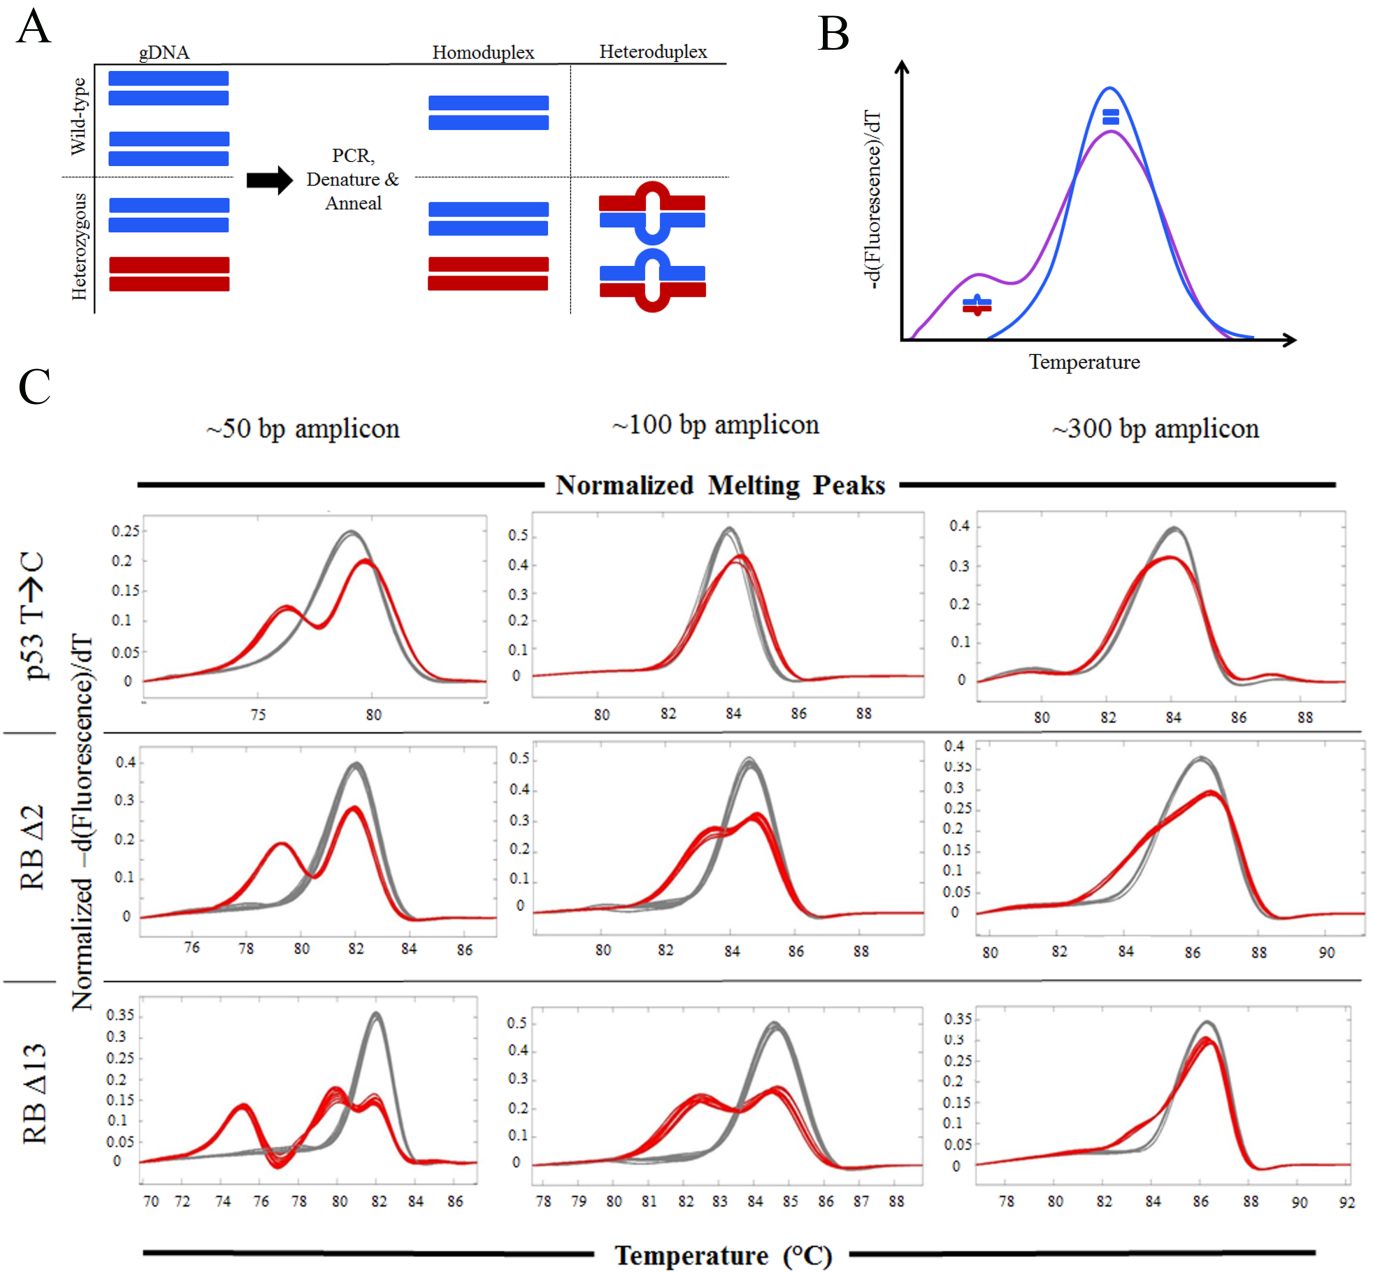 A
gDNA
Homoduplex
Heteroduplex
Wild-type
Heterozygous
PCR,
Denature &
Anneal
B
-d(Fluorescence)/dT
Temperature
C
~50 bp amplicon
~100 bp amplicon
~300 bp amplicon
Normalized Melting Peaks
Normalized –d(Fluorescence)/dT
p53 T→C
0.25
0.2
0.15
0.1
0.05
0
75 80
0.5
0.4
0.3
0.2
0.1
0
80 82 84 86 88
0.4
0.3
0.2
0.1
0
80 82 84 86 88
RB Δ2
0.4
0.3
0.2
0.1
0
76 78 80 82 84 86
0.5
0.4
0.3
0.2
0.1
0
80 82 84 86 88
0.4
0.35
0.3
0.25
0.2
0.15
0.1
0.05
0
80 82 84 86 88 90
RB Δ13
0.35
0.3
0.25
0.2
0.15
0.1
0.05
0
70 72 74 76 78 80 82 84 86
0.5
0.4
0.3
0.2
0.1
0
78 79 80 81 82 83 84 85 86 87 88
0.35
0.3
0.25
0.2
0.15
0.1
0.05
0
78 80 82 84 86 88 90 92
Temperature (°C)